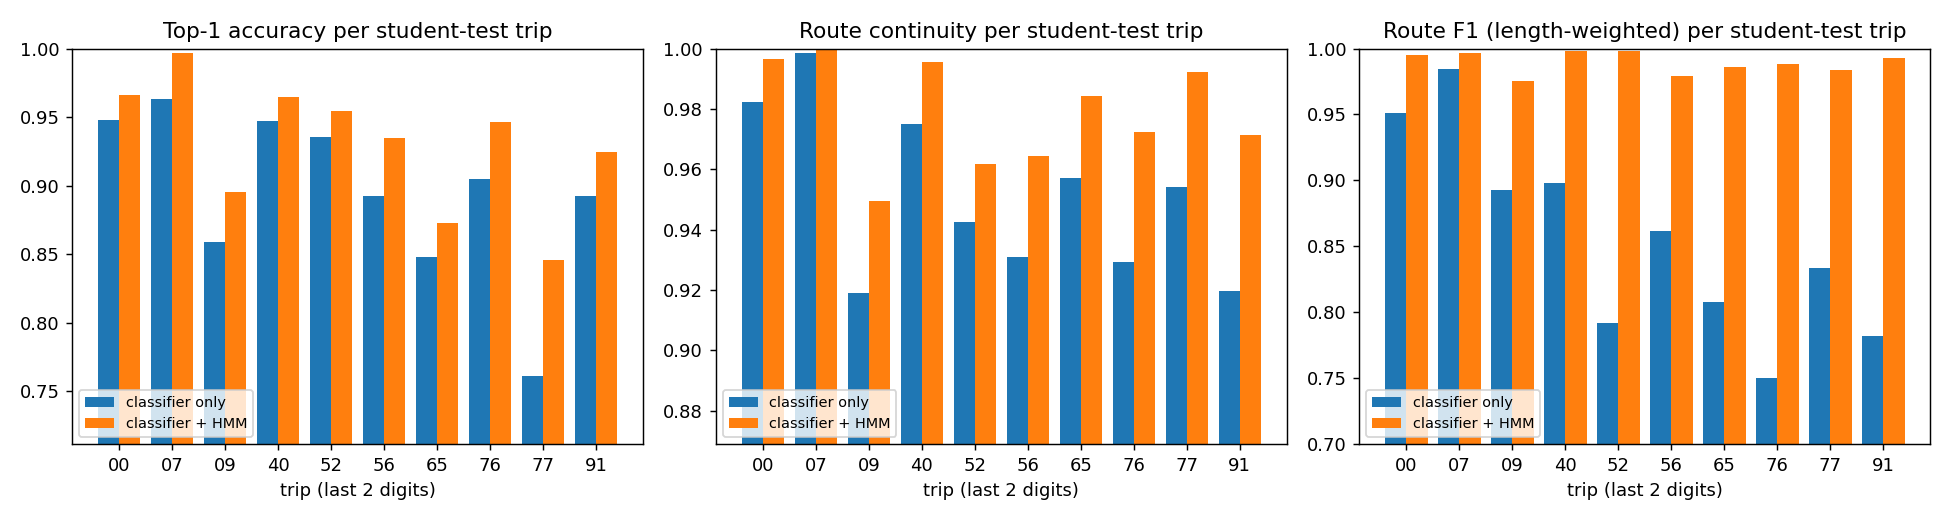 Top-1 accuracy per student-test trip
1.00
0.95
0.90
0.85
0.80
0.75
classifier only
classifier + HMM
00 07 09 40 52 56 65 76 77 91
trip (last 2 digits)
Route continuity per student-test trip
1.00
0.98
0.96
0.94
0.92
0.90
0.88
classifier only
classifier + HMM
00 07 09 40 52 56 65 76 77 91
trip (last 2 digits)
Route F1 (length-weighted) per student-test trip
1.00
0.95
0.90
0.85
0.80
0.75
0.70
classifier only
classifier + HMM
00 07 09 40 52 56 65 76 77 91
trip (last 2 digits)